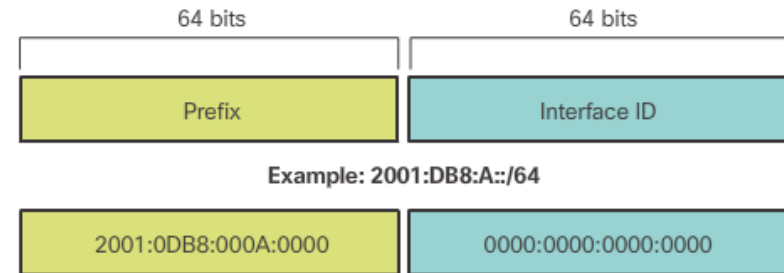 64 bits 64 bits
Prefix Interface ID
Example: 2001:DB8:A::/64
2001:0DB8:000A:0000 0000:0000:0000:0000